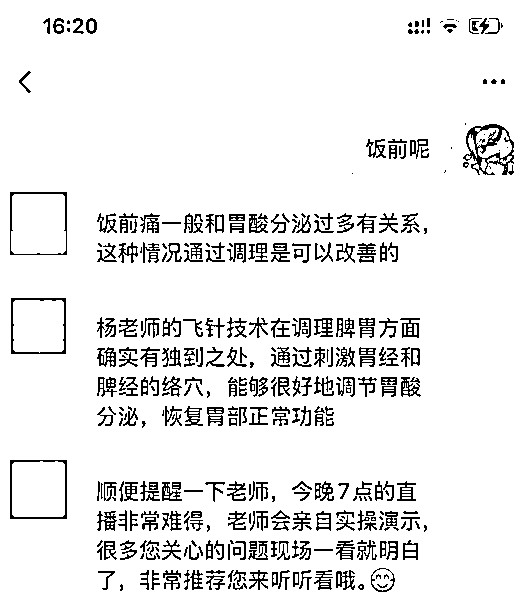 16:20
饭前呢
饭前痛一般和胃酸分泌过多有关系，
这种情况通过调理是可以改善的
杨老师的飞针技术在调理脾胃方面
确实有独到之处，通过刺激胃经和
脾经的络穴，能够很好地调节胃酸
分泌，恢复胃部正常功能
顺便提醒一下老师，今晚7点的直
播非常难得，老师会亲自实操演示，
很多您关心的问题现场一看就明白
了，非常推荐您来听听看哦。